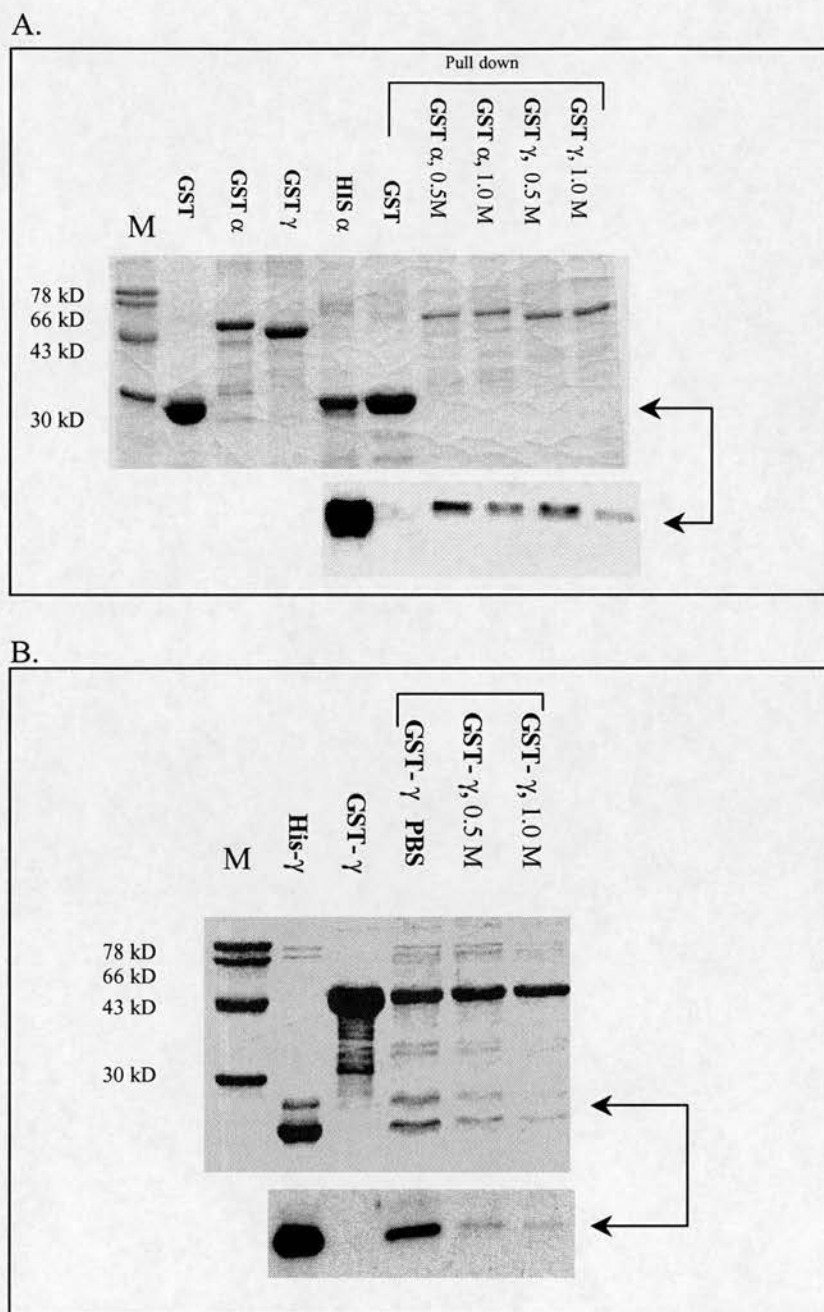 A.
Pull down
M
GST
GST α
GST γ
HIS α
GST
GST α, 0.5M
GST α, 1.0 M
GST γ, 0.5 M
GST γ, 1.0 M
78 kD
66 kD
43 kD
30 kD
B.
M
His-γ
GST-γ
GST- γ PBS
GST- γ, 0.5 M
GST- γ, 1.0 M
78 kD
66 kD
43 kD
30 kD